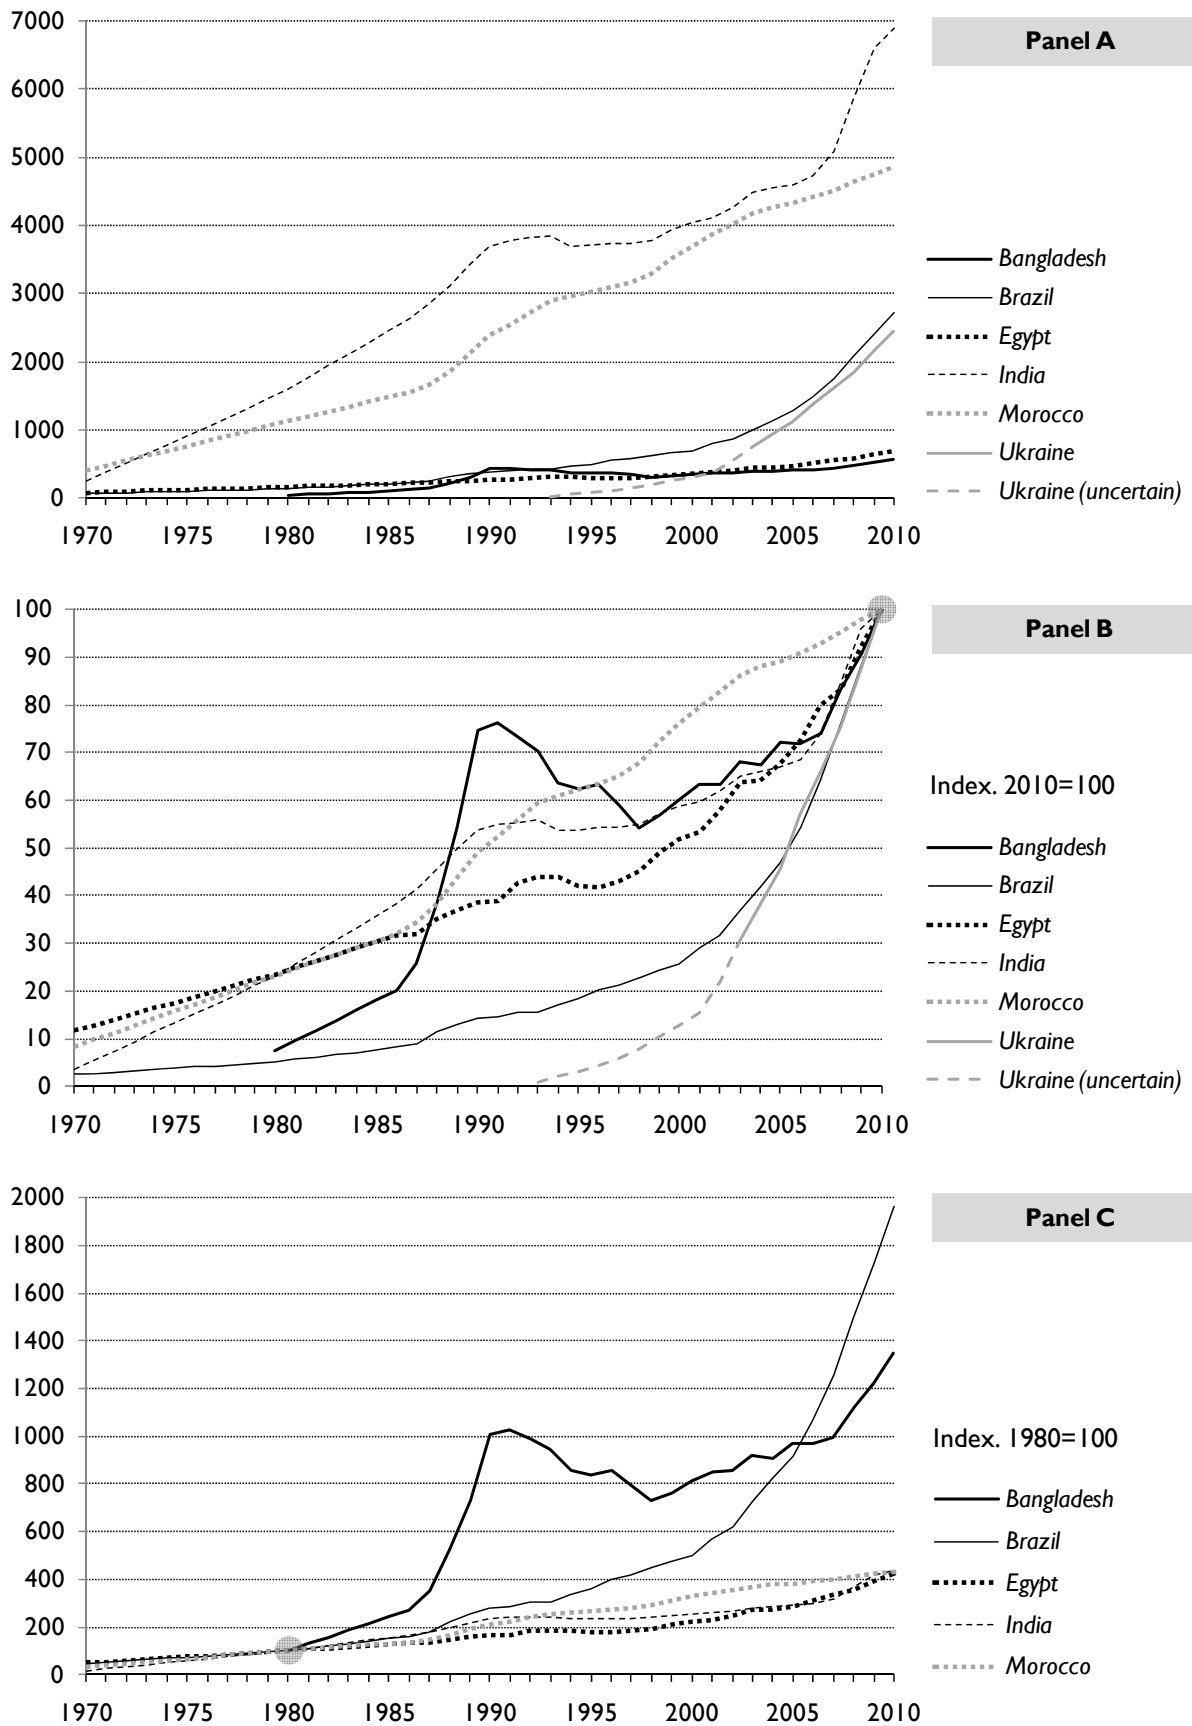 7000
6000
5000
4000
3000
2000
1000
0
1970 1975 1980 1985 1990 1995 2000 2005 2010
Panel A
Bangladesh
Brazil
Egypt
India
Morocco
Ukraine
Ukraine (uncertain)
100
90
80
70
60
50
40
30
20
10
0
1970 1975 1980 1985 1990 1995 2000 2005 2010
Panel B
Index. 2010=100
Bangladesh
Brazil
Egypt
India
Morocco
Ukraine
Ukraine (uncertain)
2000
1800
1600
1400
1200
1000
800
600
400
200
0
1970 1975 1980 1985 1990 1995 2000 2005 2010
Panel C
Index. 1980=100
Bangladesh
Brazil
Egypt
India
Morocco